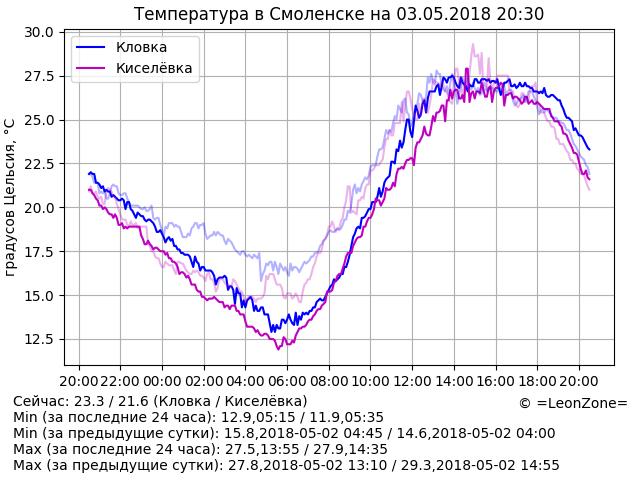 Температура в Смоленске на 03.05.2018 20:30
Кловка
Киселёвка
градусов Цельсия, °C
30.0
27.5
25.0
22.5
20.0
17.5
15.0
12.5
20:00 22:00 00:00 02:00 04:00 06:00 08:00 10:00 12:00 14:00 16:00 18:00 20:00
Сейчас: 23.3 / 21.6 (Кловка / Киселёвка)
© =LeonZone=
Min (за последние 24 часа): 12.9,05:15 / 11.9,05:35
Min (за предыдущие сутки): 15.8,2018-05-02 04:45 / 14.6,2018-05-02 04:00
Max (за последние 24 часа): 27.5,13:55 / 27.9,14:35
Max (за предыдущие сутки): 27.8,2018-05-02 13:10 / 29.3,2018-05-02 14:55